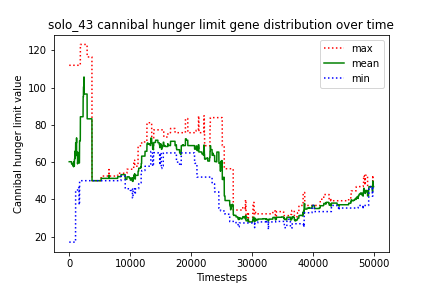 solo_43 cannibal hunger limit gene distribution over time
max
mean
min
Cannibal hunger limit value
120
100
80
60
40
20
0
10000
20000
30000
40000
50000
Timesteps